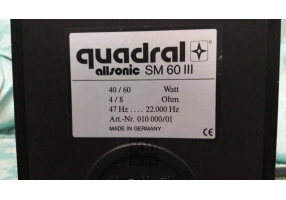 quadral
allsonic SM 60 III
40 / 60 Watt
4 / 8 Ohm
47 Hz .... 22.000 Hz
Art.-Nr. 010 000/01
MADE IN GERMANY CE